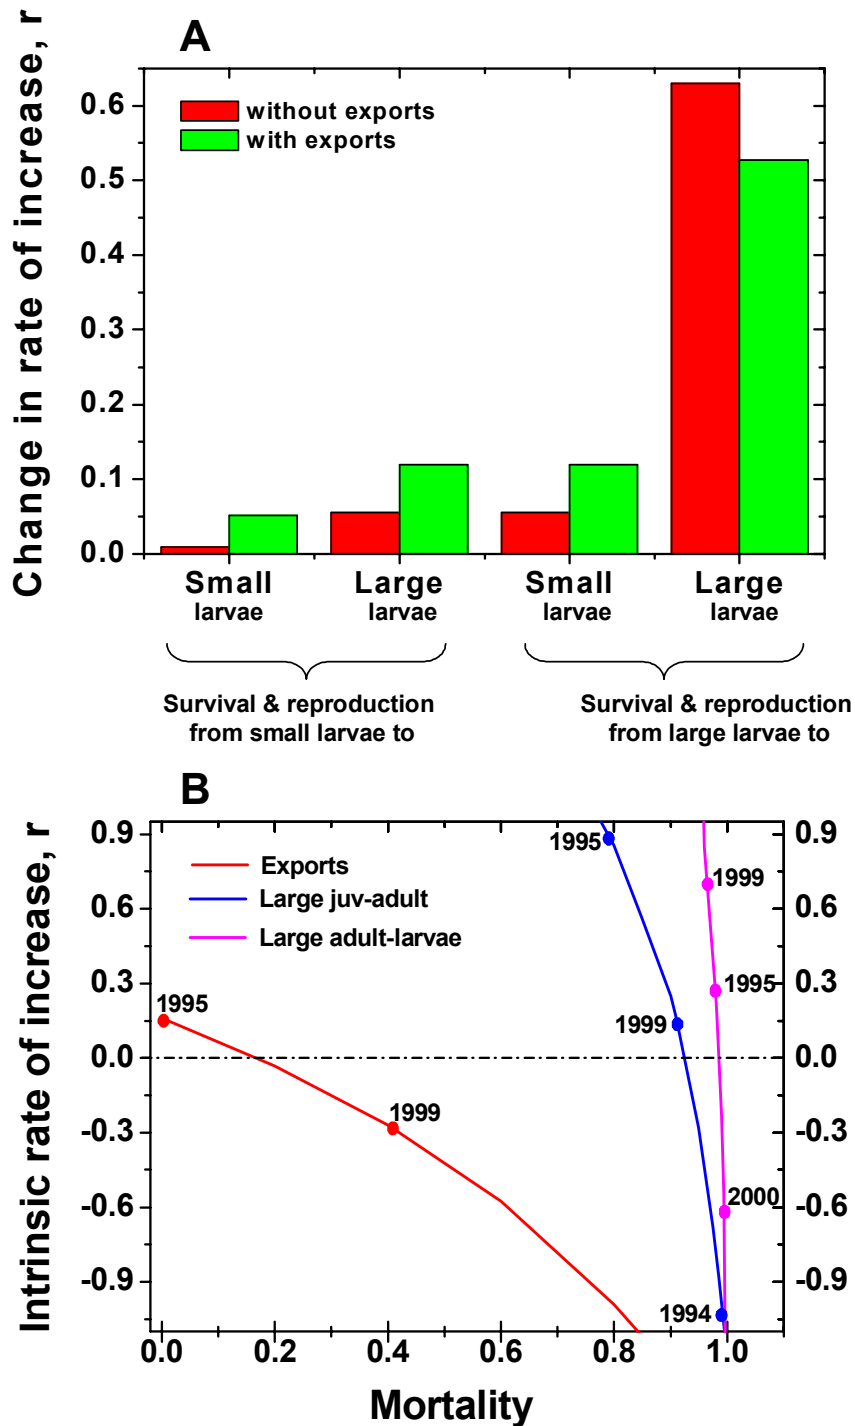 A
Change in rate of increase, r
0.6
0.5
0.4
0.3
0.2
0.1
0.0
without exports
with exports
Small Large Small Large
larvae larvae larvae larvae
Survival & reproduction
from small larvae to
Survival & reproduction
from large larvae to
B
Intrinsic rate of increase, r
0.9 0.9
0.6 0.6
0.3 0.3
0.0 0.0
-0.3 -0.3
-0.6 -0.6
-0.9 -0.9
Exports
Large juv-adult
Large adult-larvae
1995
1999
1995
1999
1994
1999
1995
2000
0.0 0.2 0.4 0.6 0.8 1.0
Mortality